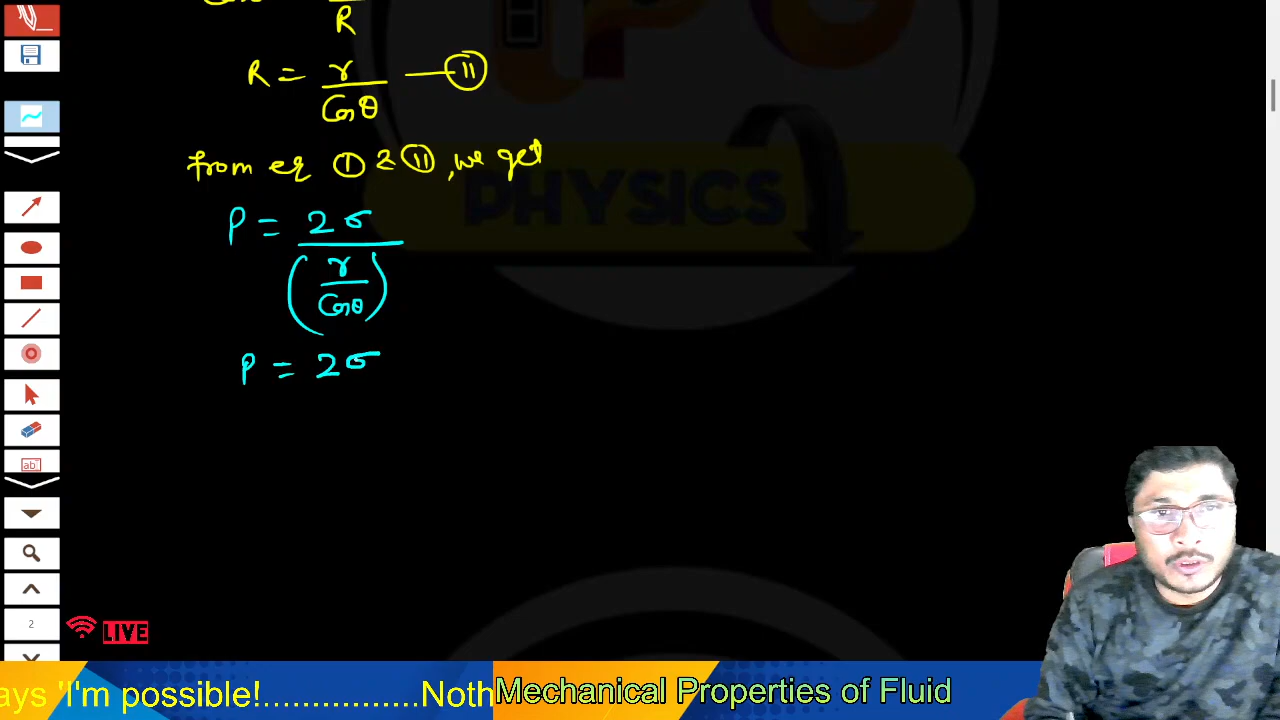 R
R = r/Cosθ — (II)
from eq (I) & (II), we get
PHYSICS
P = 2σ/(r/Cosθ)
P = 2σ
ab
2
LIVE
ays 'I'm possible!................Noth
Mechanical Properties of Fluid